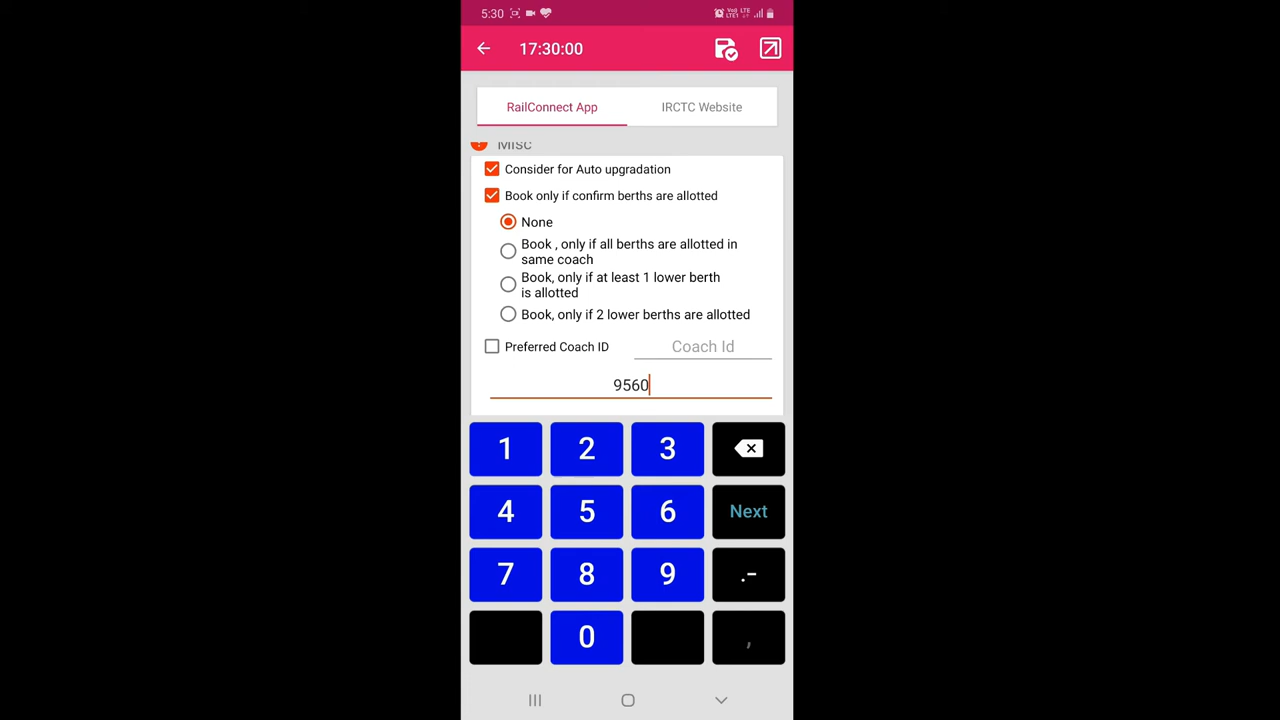 5:30
Vo) LTE
LTE1
17:30:00
RailConnect App
IRCTC Website
MISC
Consider for Auto upgradation
Book only if confirm berths are allotted
None
Book , only if all berths are allotted in
same coach
Book, only if at least 1 lower berth
is allotted
Book, only if 2 lower berths are allotted
Preferred Coach ID
Coach Id
9560
1 2 3
4 5 6 Next
7 8 9 .-
0 ,